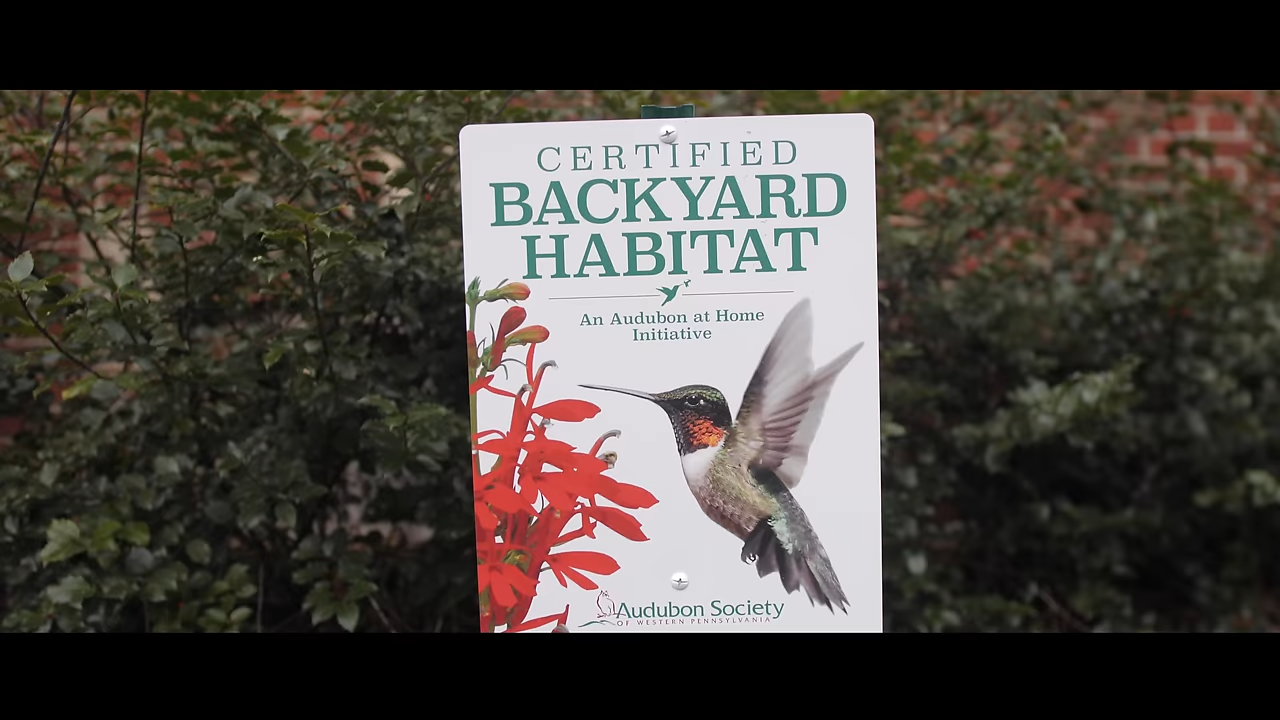 CERTIFIED
BACKYARD
HABITAT
An Audubon at Home
Initiative
Audubon Society
OF WESTERN PENNSYLVANIA